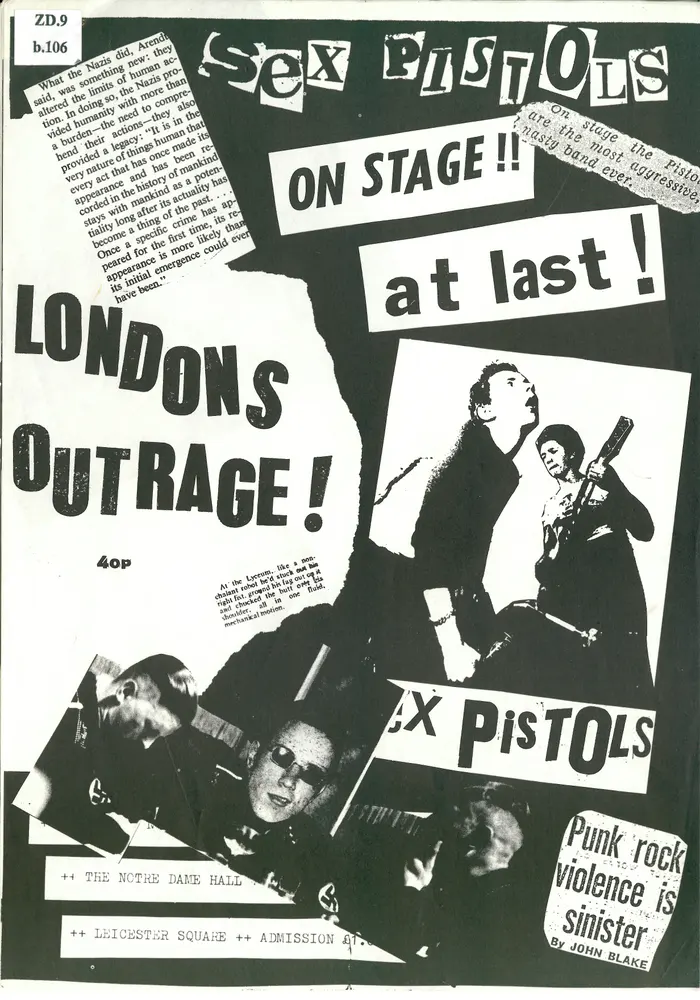 ZD.9
b.106
What the Nazis did, Arendt
said, was something new: they
altered the limits of human ac-
tion. In doing so, the Nazis pro-
vided humanity with more than
a burden—the need to compre-
hend their actions—they also
provided a legacy: "It is in the
very nature of things human that
every act that has once made its
appearance and has been re-
corded in the history of mankind
stays with mankind as a poten-
tiality long after its actuality has
become a thing of the past. . . .
Once a specific crime has ap-
peared for the first time, its re-
appearance is more likely than
its initial emergence could ever
have been."
SeX PISTOLS
On stage the Pistols
are the most aggressive,
nasty band ever.
ON STAGE !!
at last !
LONDONS
OUTRAGE !
40P
At the Lyceum, like a non-
chalant robot he'd stuck out his
right fist, ground his fag out on it
and chucked the butt over his
shoulder, all in one fluid,
mechanical motion.
eX PisTOLS
++ THE NOTRE DAME HALL
++ LEICESTER SQUARE ++ ADMISSION
Punk rock
violence is
sinister
By JOHN BLAKE